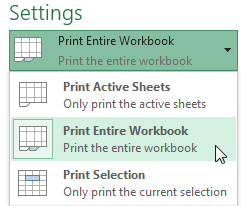 Settings
Print Entire Workbook
Print the entire workbook
Print Active Sheets
Only print the active sheets
Print Entire Workbook
Print the entire workbook
Print Selection
Only print the current selection